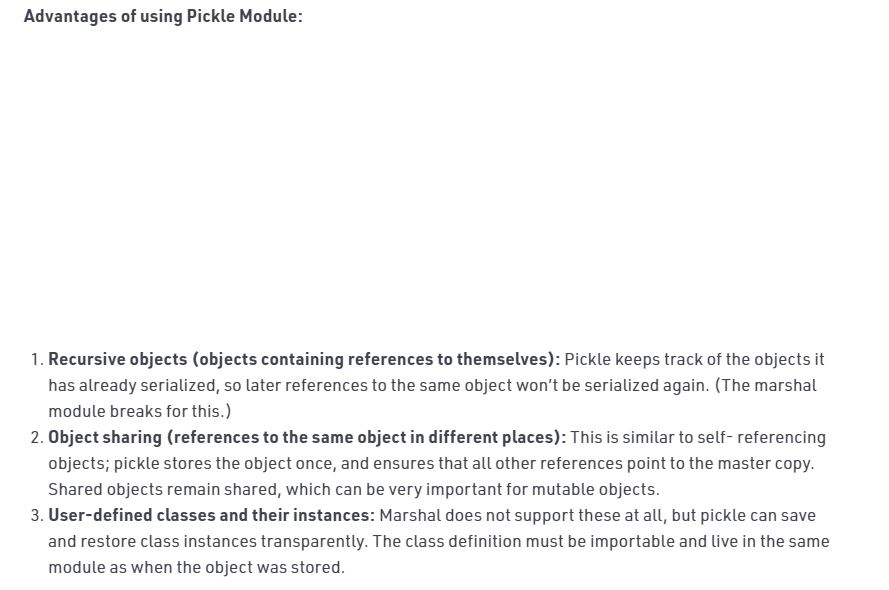 Advantages of using Pickle Module:
1. Recursive objects (objects containing references to themselves): Pickle keeps track of the objects it
has already serialized, so later references to the same object won’t be serialized again. (The marshal
module breaks for this.)
2. Object sharing (references to the same object in different places): This is similar to self- referencing
objects; pickle stores the object once, and ensures that all other references point to the master copy.
Shared objects remain shared, which can be very important for mutable objects.
3. User-defined classes and their instances: Marshal does not support these at all, but pickle can save
and restore class instances transparently. The class definition must be importable and live in the same
module as when the object was stored.